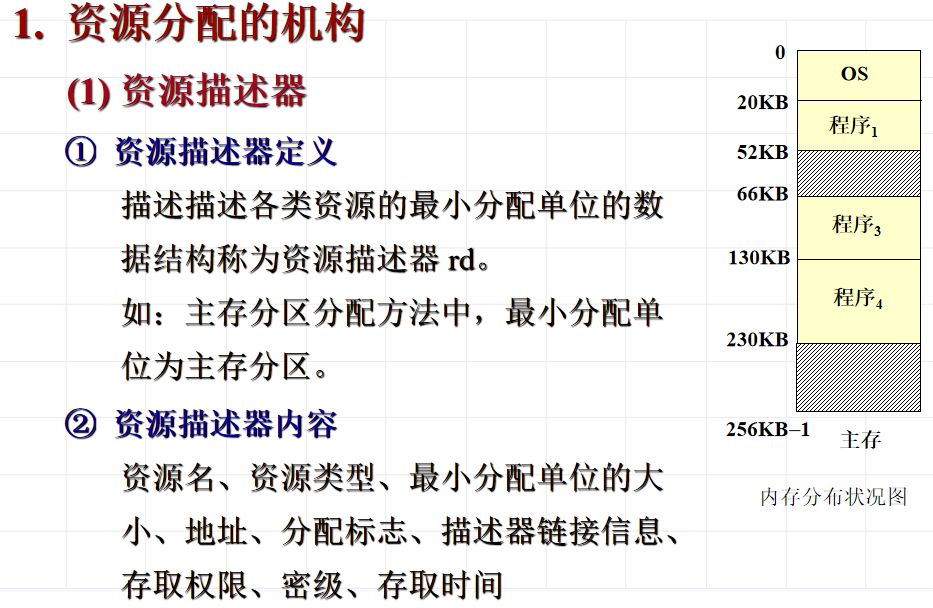 1. 资源分配的机构
(1) 资源描述器
① 资源描述器定义
描述描述各类资源的最小分配单位的数
据结构称为资源描述器 rd。
如：主存分区分配方法中，最小分配单
位为主存分区。
② 资源描述器内容
资源名、资源类型、最小分配单位的大
小、地址、分配标志、描述器链接信息、
存取权限、密级、存取时间
0
OS
20KB
程序1
52KB
66KB
程序3
130KB
程序4
230KB
256KB–1
主存
内存分布状况图